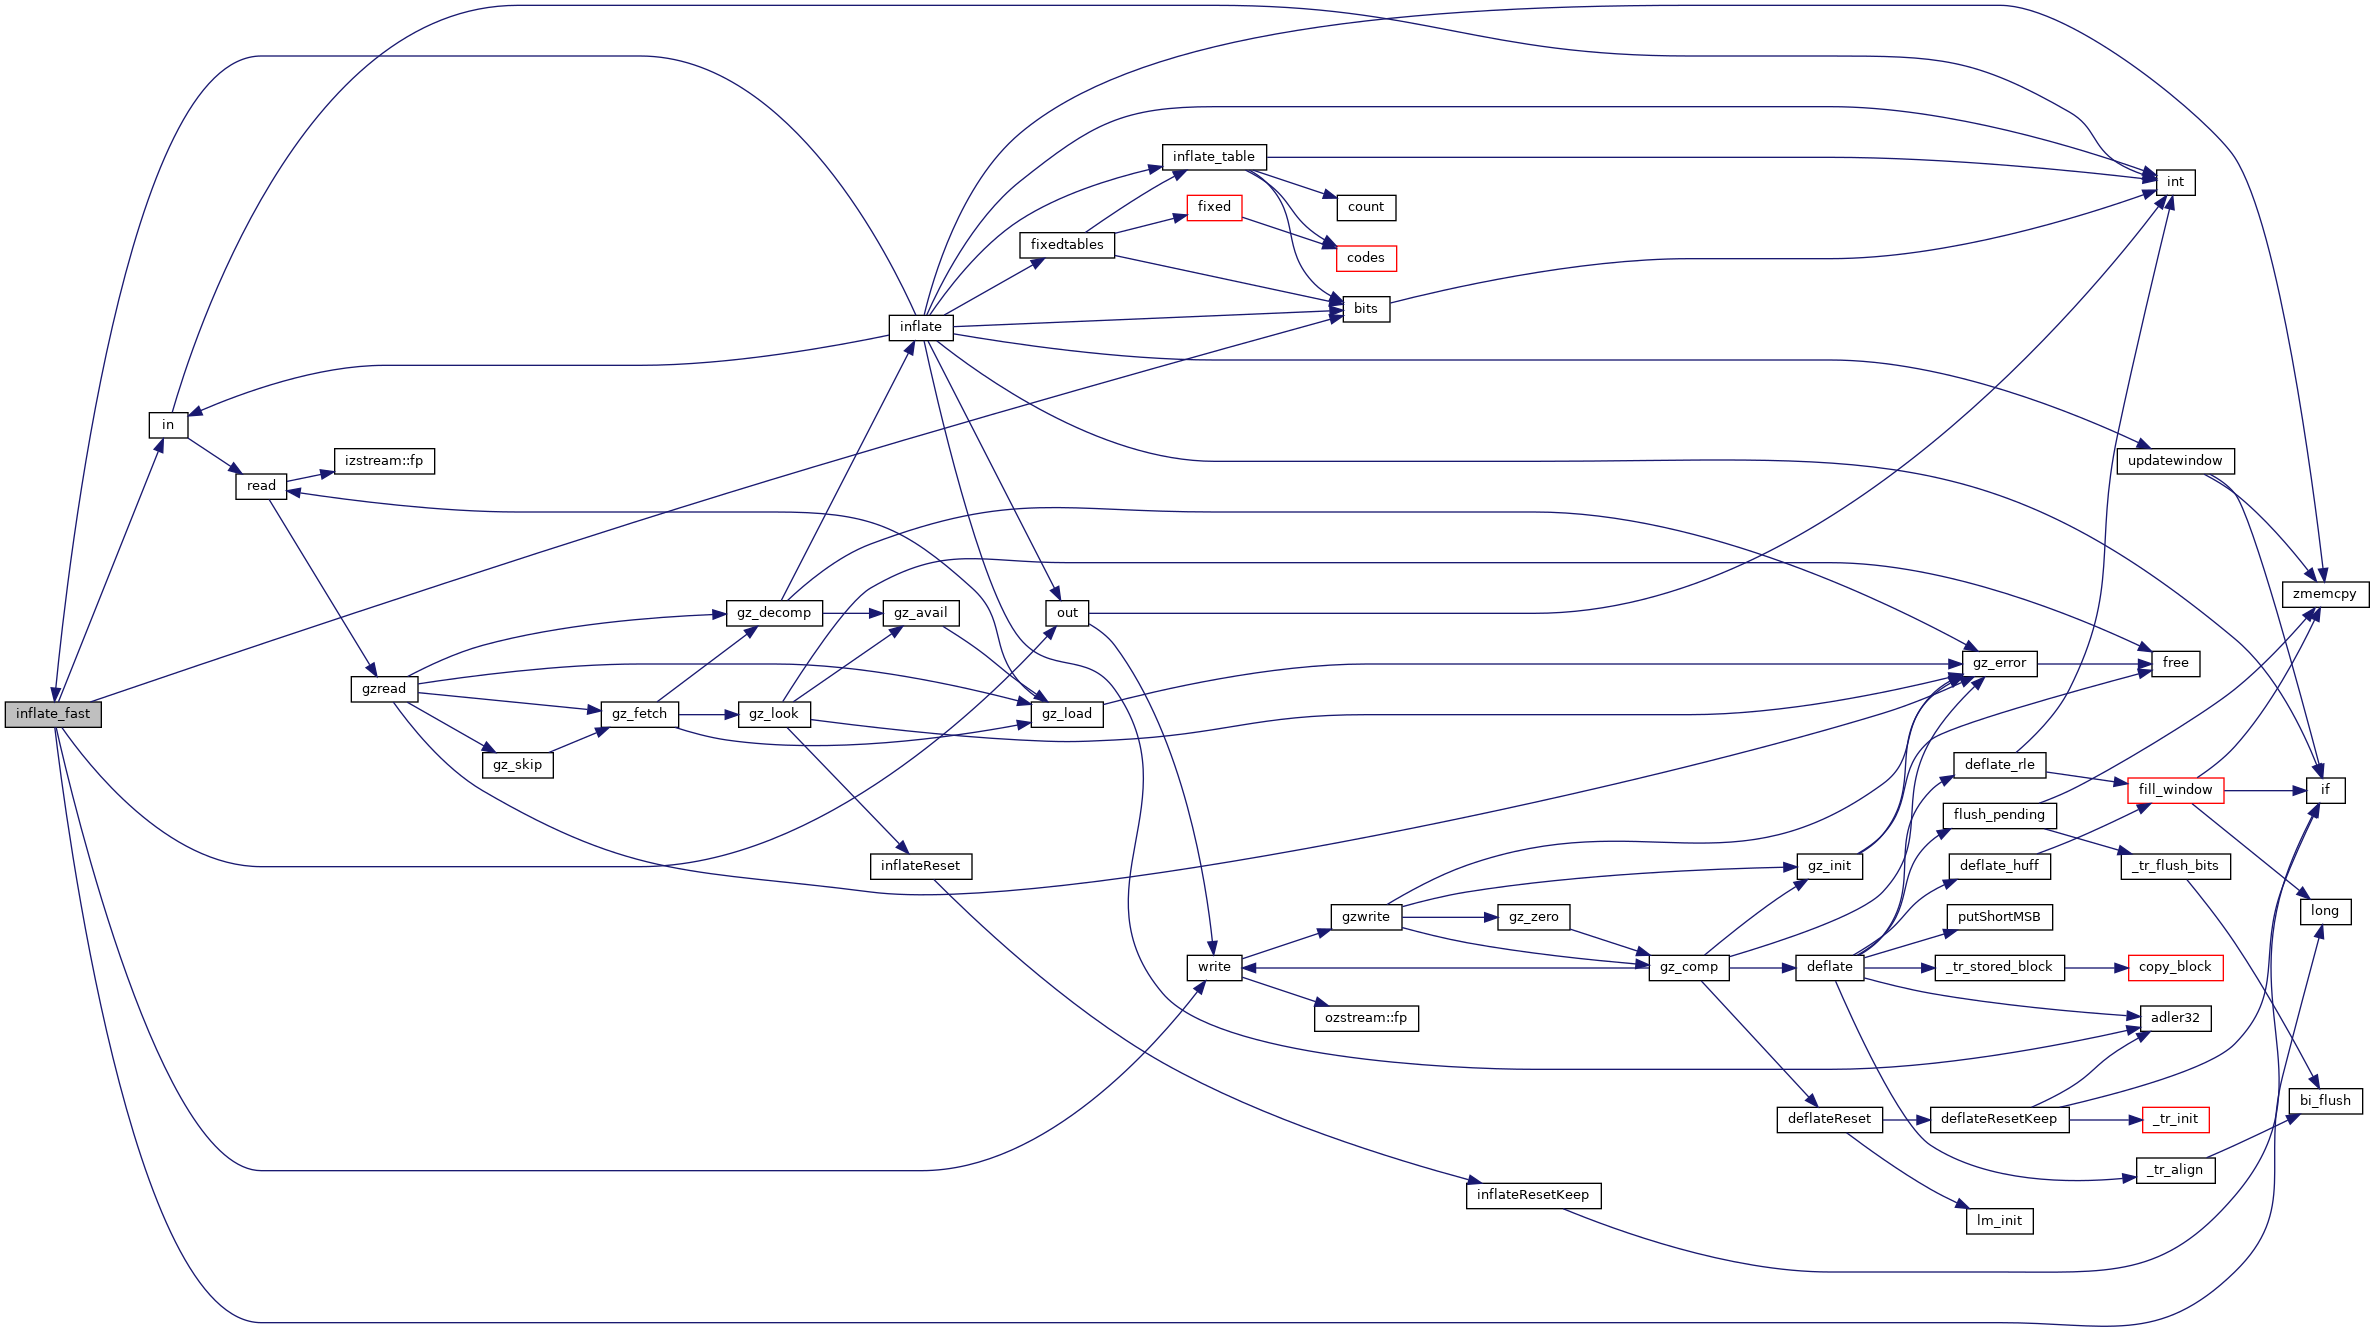 inflate_table
int
fixed
count
fixedtables
codes
bits
inflate
in
izstream::fp
updatewindow
read
zmemcpy
gz_decomp
gz_avail
out
gz_error
free
gzread
inflate_fast
gz_fetch
gz_look
gz_load
gz_skip
deflate_rle
fill_window
if
flush_pending
inflateReset
gz_init
deflate_huff
_tr_flush_bits
long
gzwrite
gz_zero
putShortMSB
write
gz_comp
deflate
_tr_stored_block
copy_block
ozstream::fp
adler32
bi_flush
deflateReset
deflateResetKeep
_tr_init
_tr_align
inflateResetKeep
lm_init